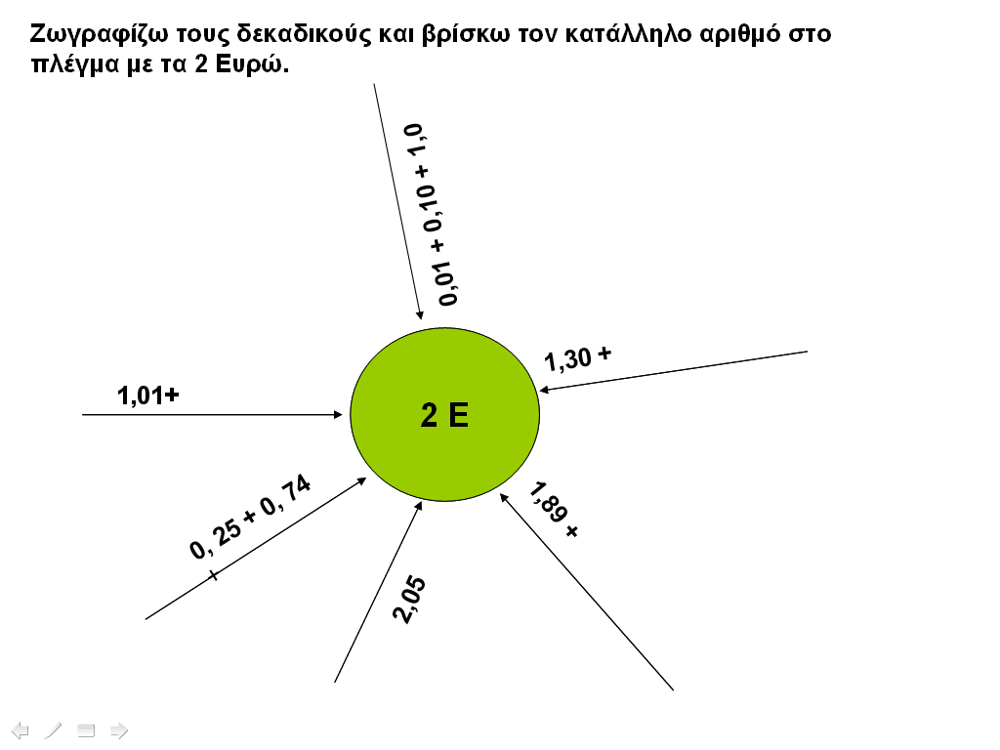 Ζωγραφίζω τους δεκαδικούς και βρίσκω τον κατάλληλο αριθμό στο
πλέγμα με τα 2 Ευρώ.
0,01 + 0,10 + 1,0
1,30 +
1,01+
2 Ε
0, 25 + 0, 74
+
1,89 +
2,05